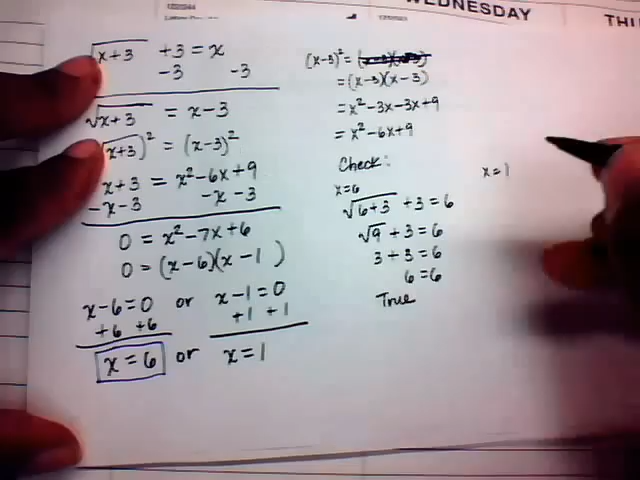 WEDNESDAY
THI
√x+3 +3 = x
-3 -3
√x+3 = x-3
(√x+3)² = (x-3)²
x+3 = x²-6x+9
-x-3 -x-3
0 = x²-7x+6
0 = (x-6)(x-1)
x-6=0 or x-1=0
+6 +6 +1 +1
x=6 or x=1
(x-3)² =
= (x-3)(x-3)
= x²-3x-3x+9
= x²-6x+9
Check:
x=6
√6+3 +3=6
√9 +3=6
3+3=6
6=6
True
x=1